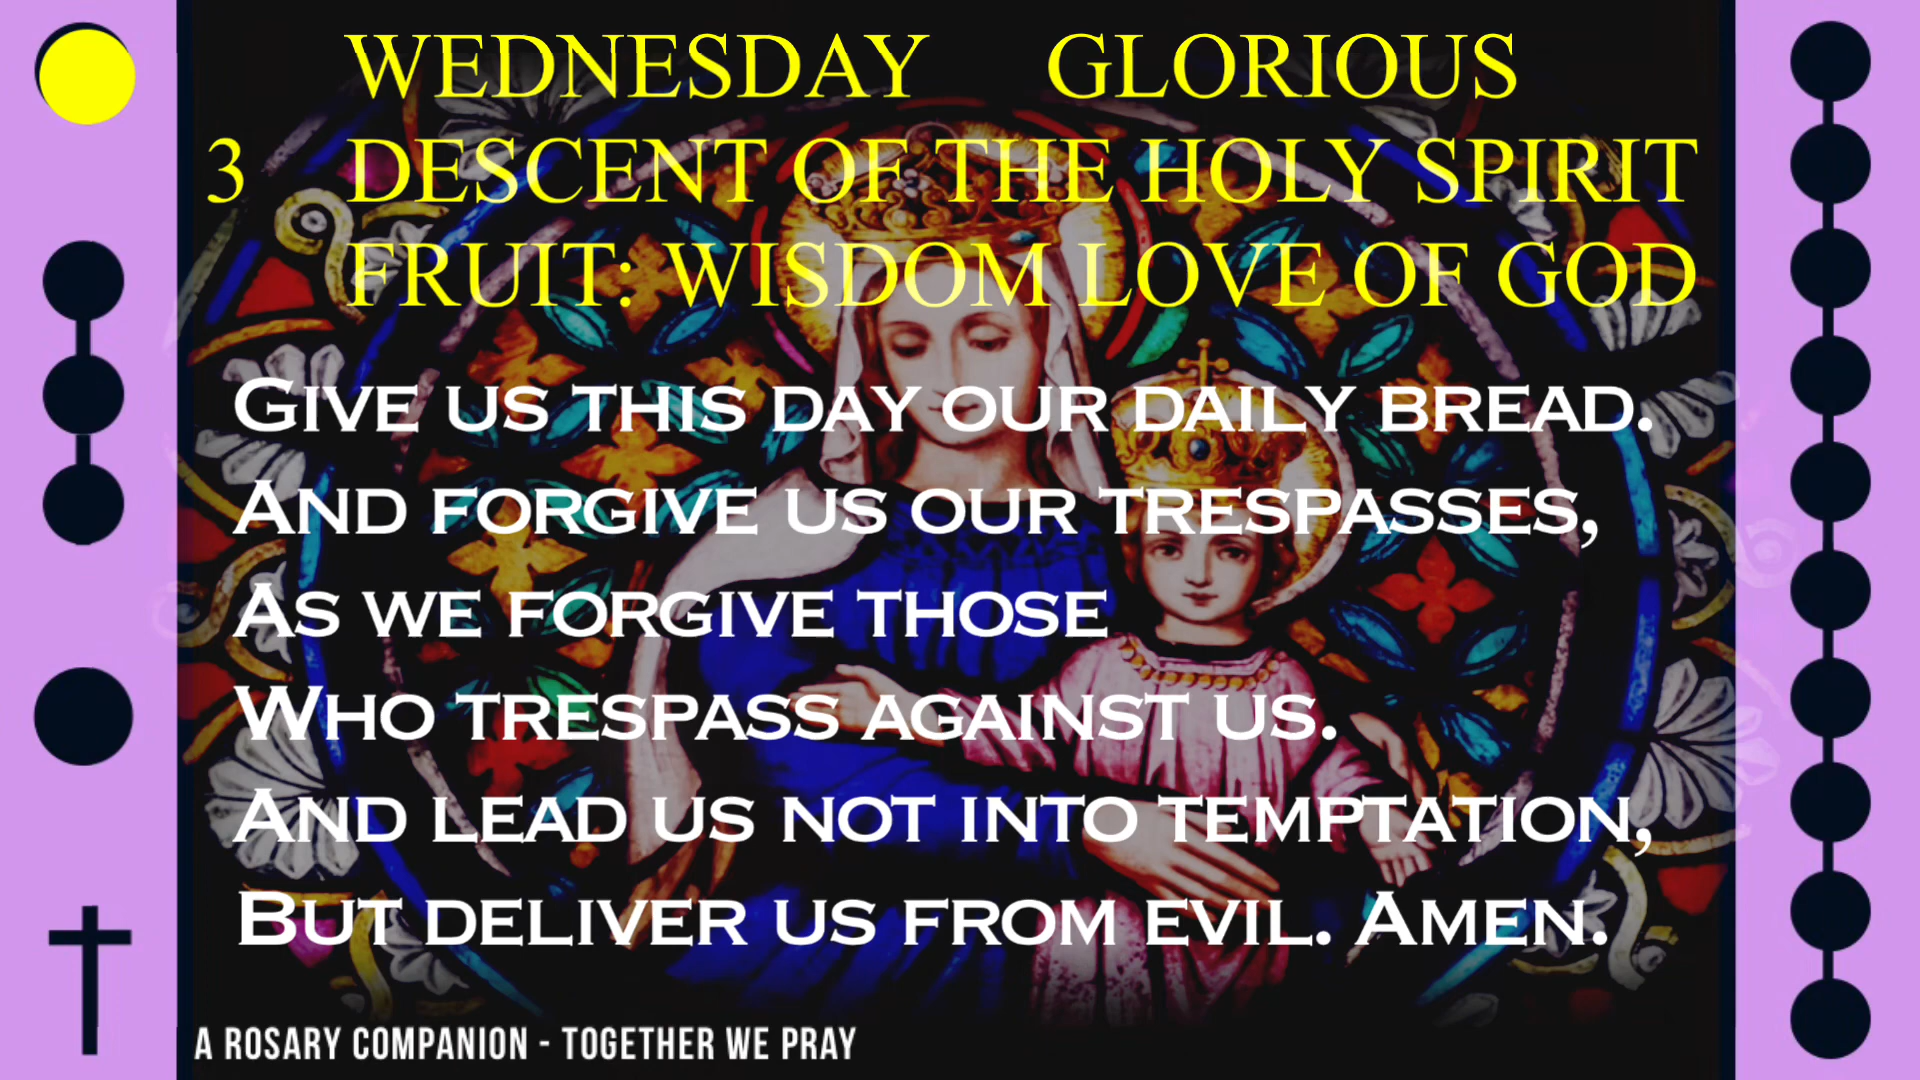 WEDNESDAY GLORIOUS
3 DESCENT OF THE HOLY SPIRIT
FRUIT: WISDOM LOVE OF GOD
GIVE US THIS DAY OUR DAILY BREAD.
AND FORGIVE US OUR TRESPASSES,
AS WE FORGIVE THOSE
WHO TRESPASS AGAINST US.
AND LEAD US NOT INTO TEMPTATION,
BUT DELIVER US FROM EVIL. AMEN.
A ROSARY COMPANION - TOGETHER WE PRAY